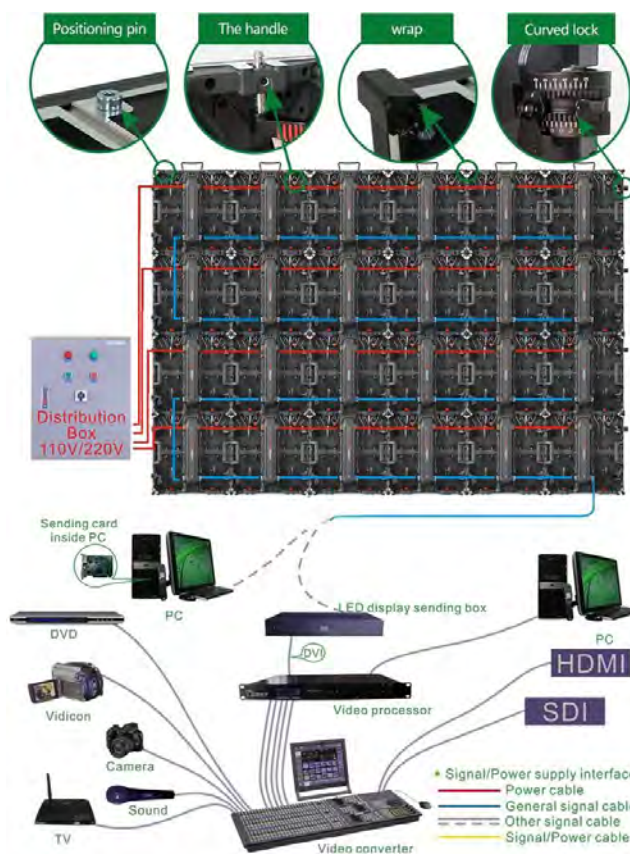 Positioning pin
The handle
wrap
Curved lock
Distribution
Box
110V/220V
Sending card
inside PC
PC
LED display sending box
DVD
DVI
PC
HDMI
Vidicon
Video processor
SDI
Camera
Signal/Power supply interface
Sound
Power cable
General signal cable
Other signal cable
TV
Video converter
Signal/Power cable